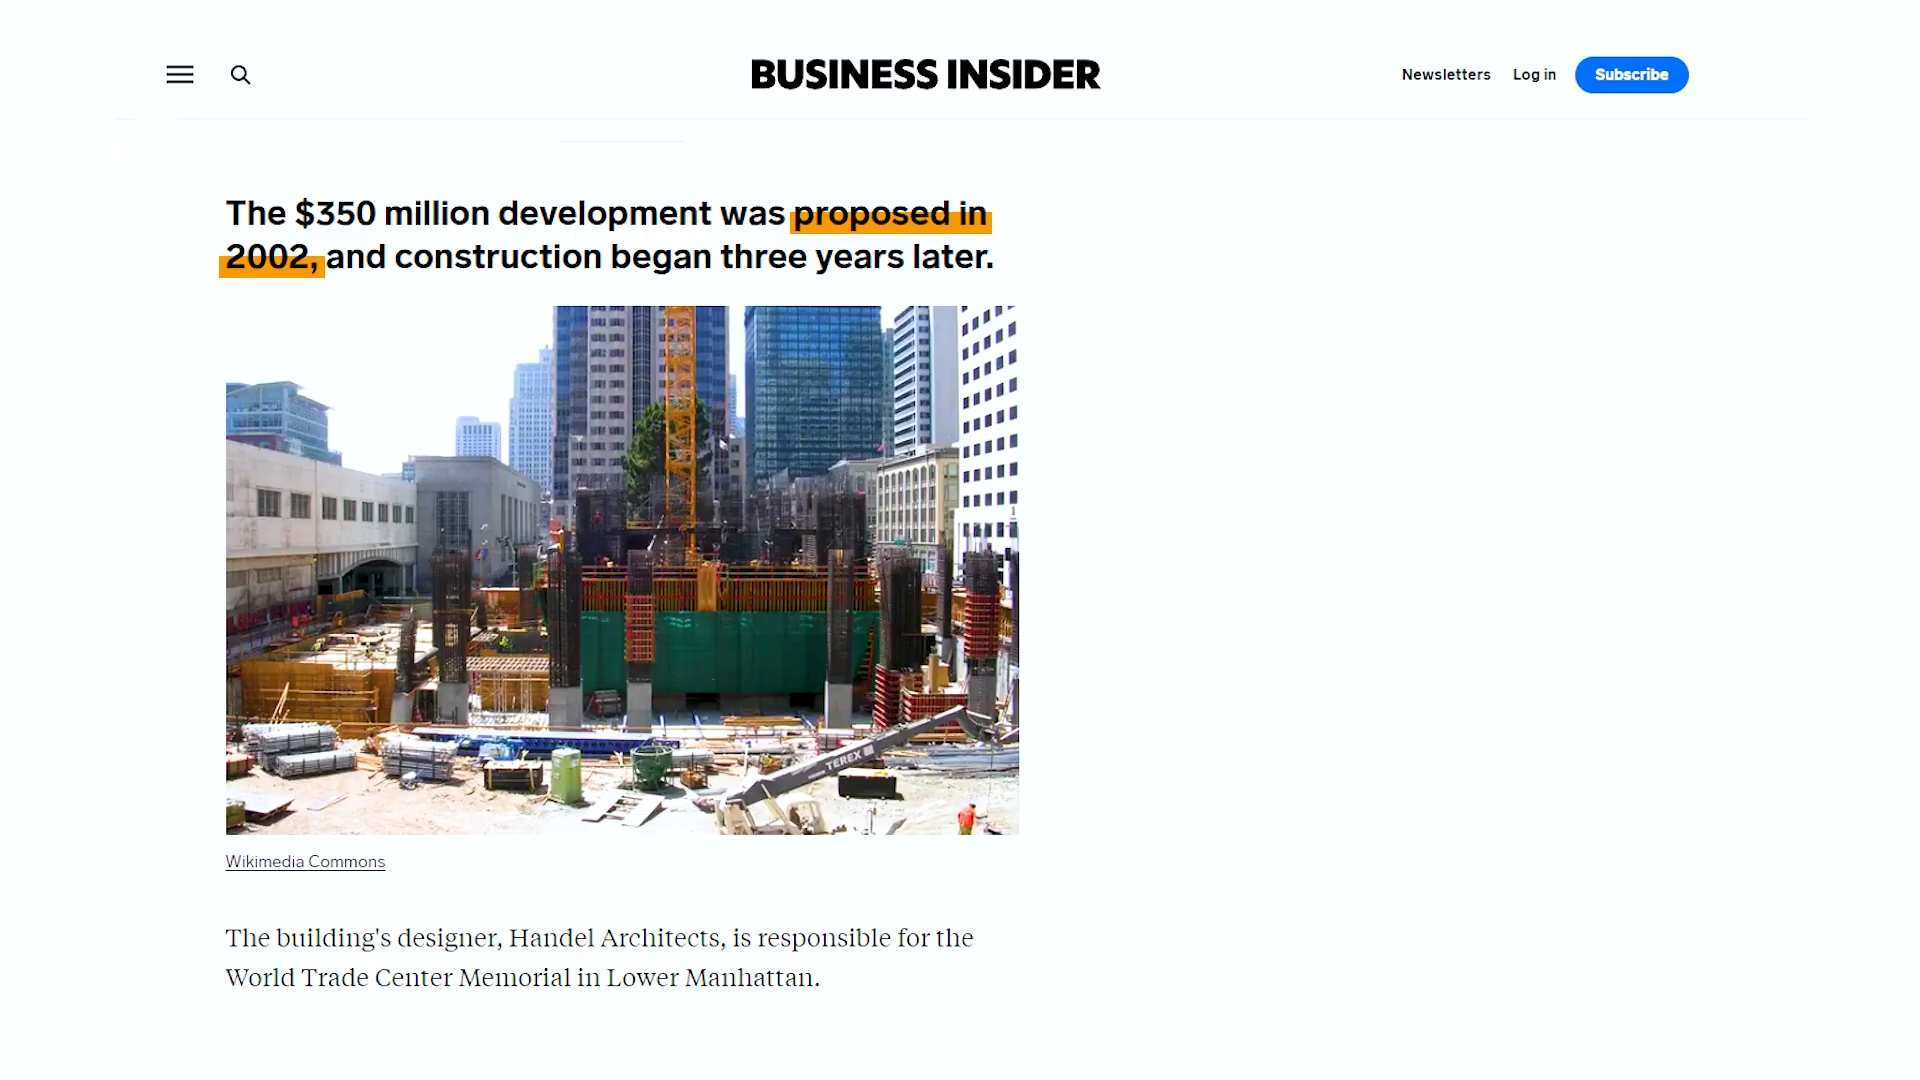 BUSINESS INSIDER
Newsletters
Log in
Subscribe
The $350 million development was proposed in
2002, and construction began three years later.
TEREX
Wikimedia Commons
The building's designer, Handel Architects, is responsible for the
World Trade Center Memorial in Lower Manhattan.